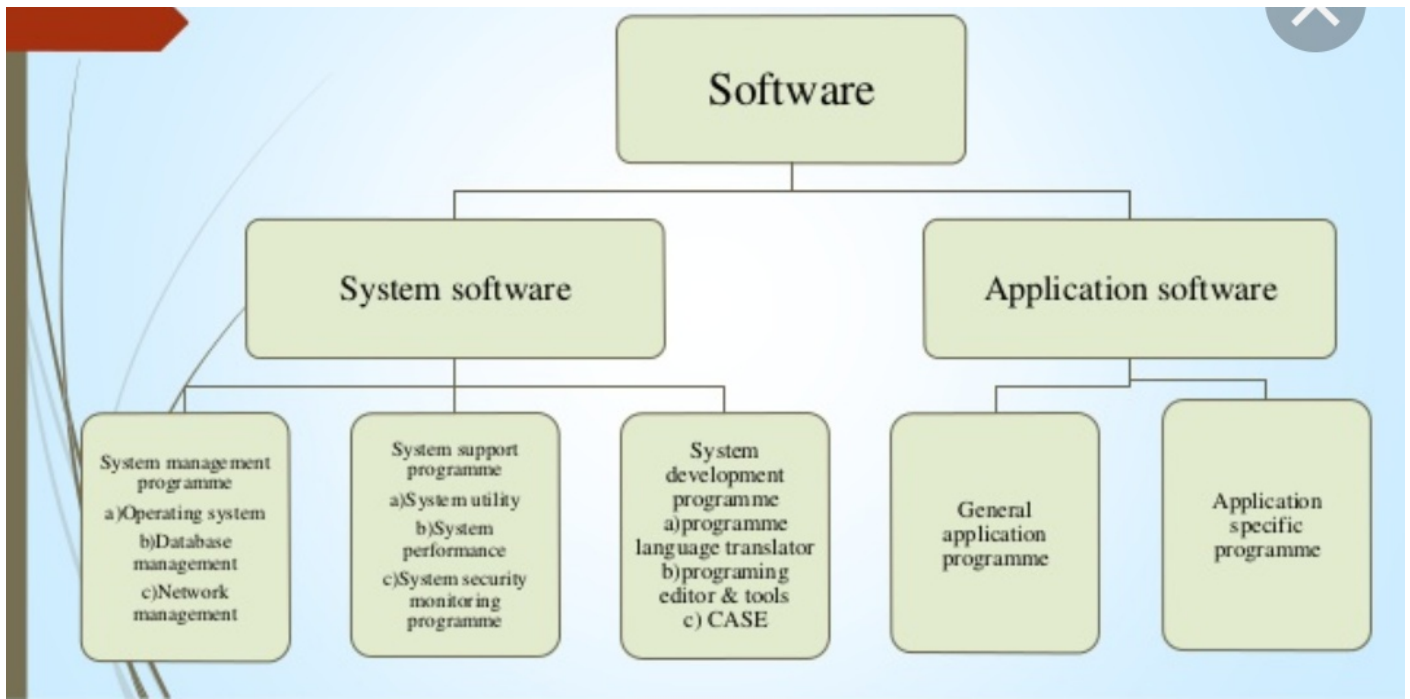 Software
System software
Application software
System management
programme
a)Operating system
b)Database
management
c)Network
management
System support
programme
a)System utility
b)System
performance
c)System security
monitoring
programme
System
development
programme
a)programme
language translator
b)programing
editor & tools
c) CASE
General
application
programme
Application
specific
programme